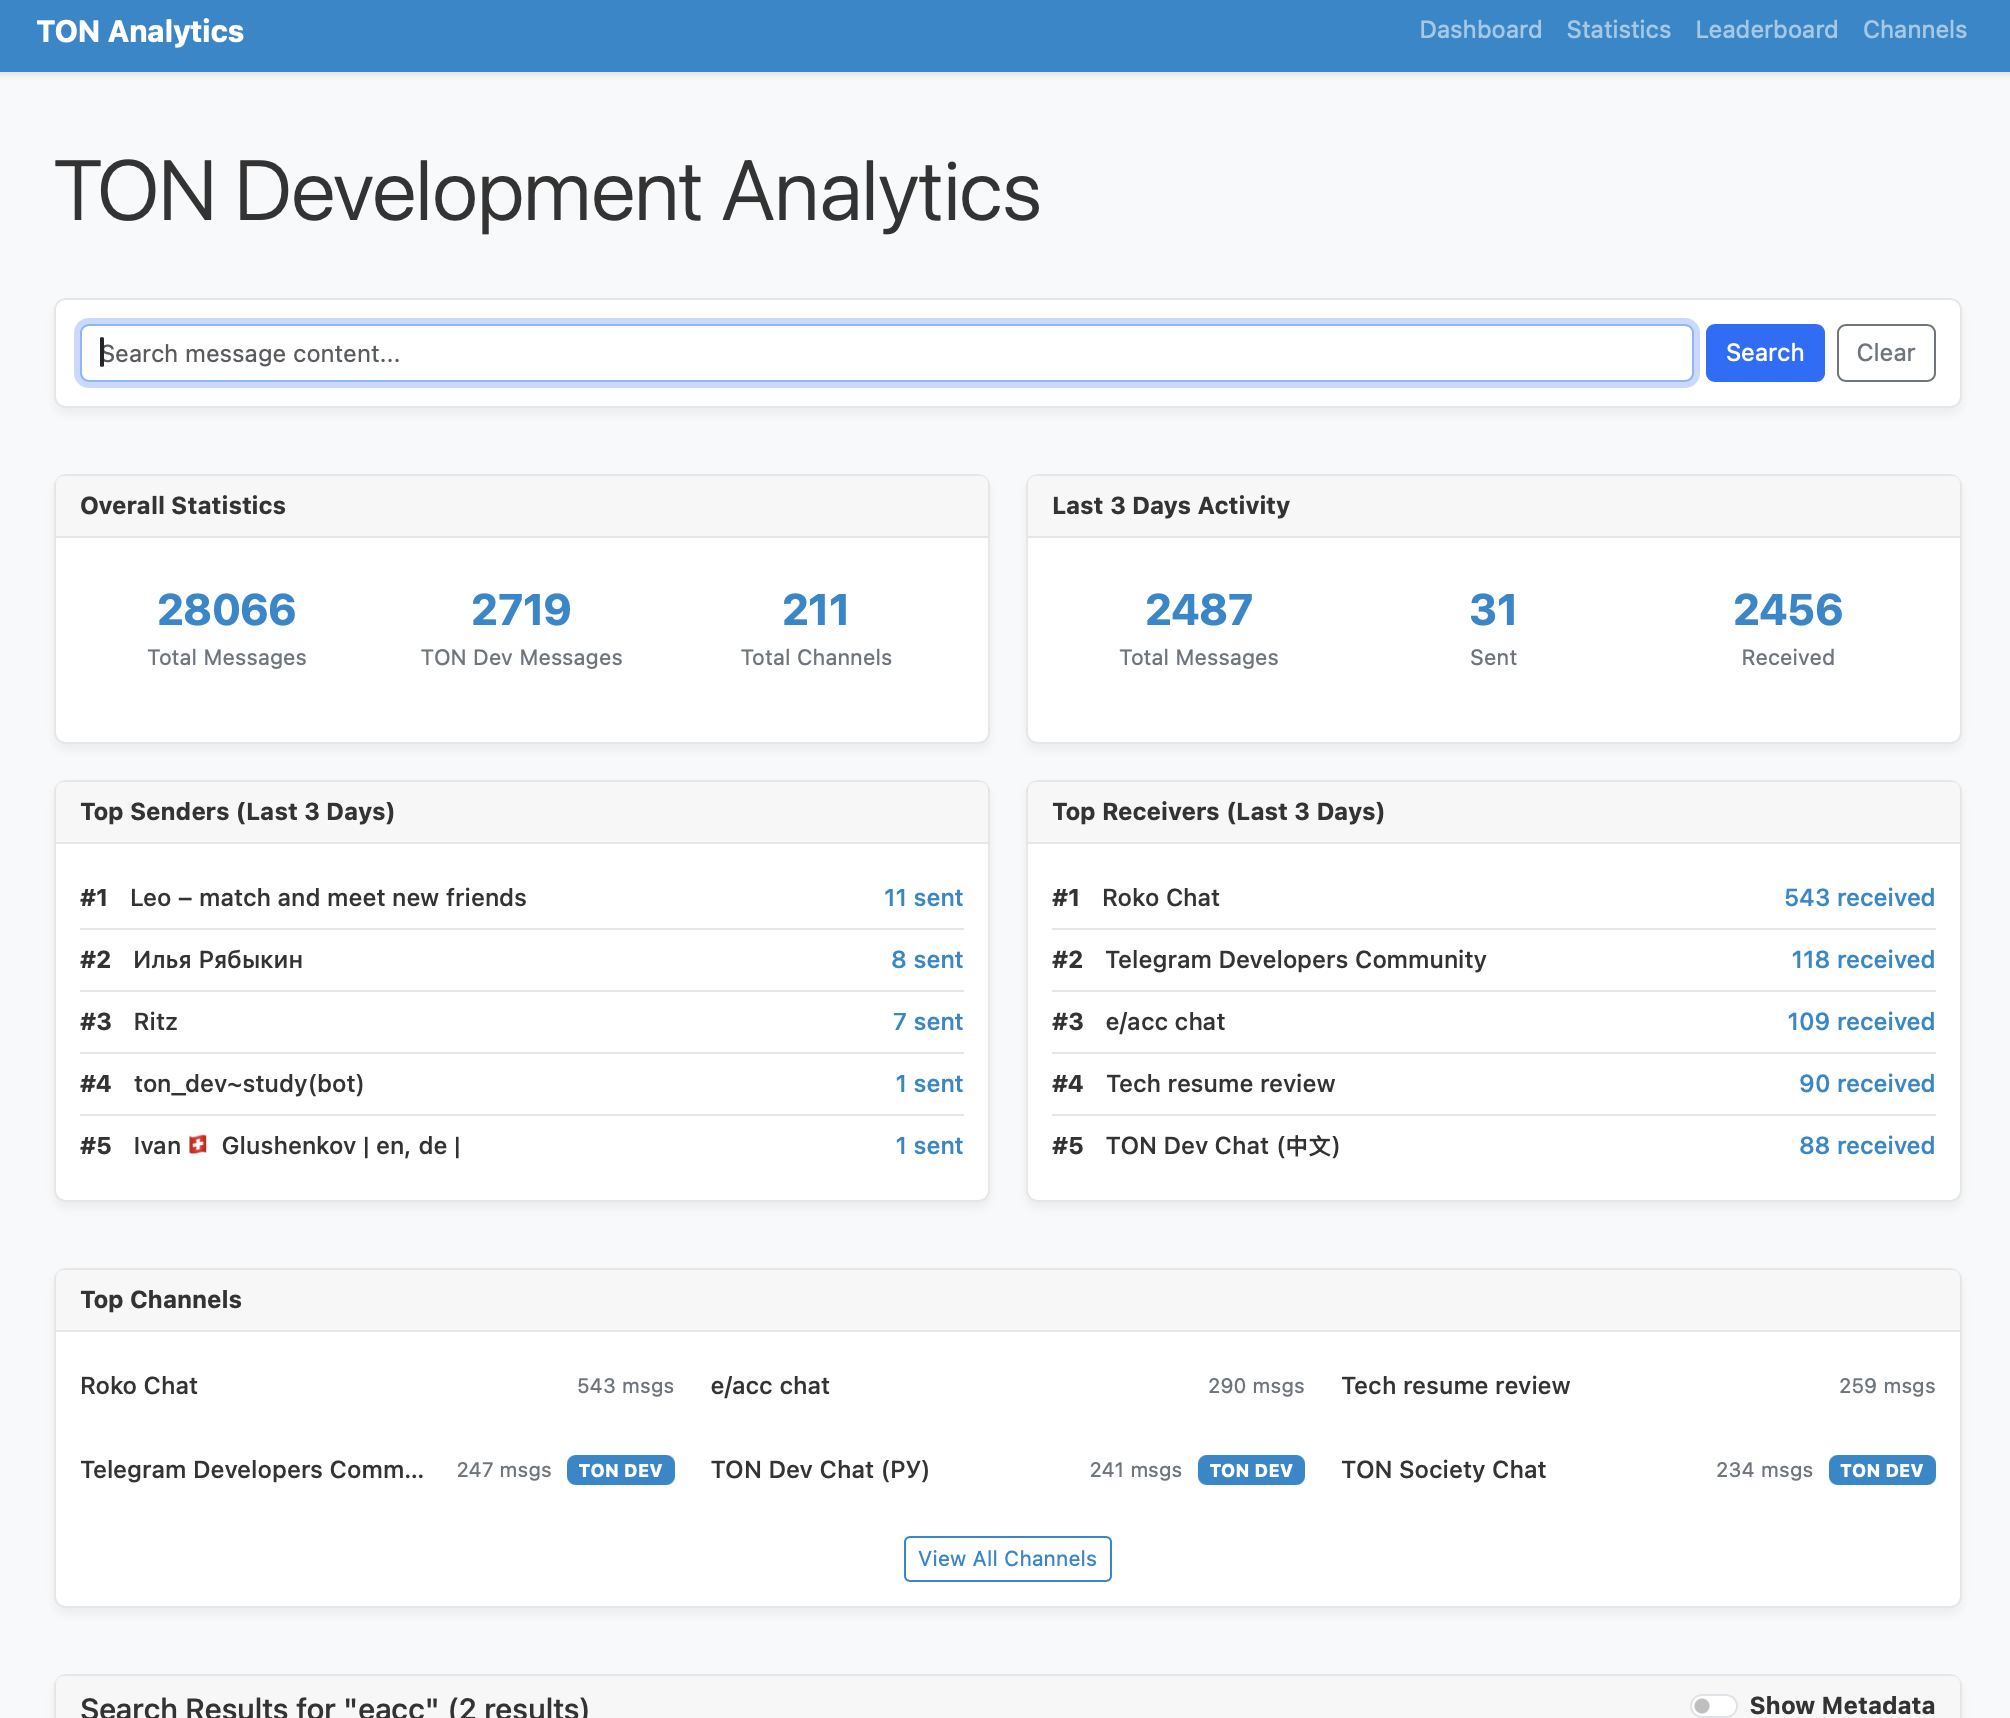 TON Analytics
Dashboard Statistics Leaderboard Channels
TON Development Analytics
Search message content...
Search
Clear
Overall Statistics
28066 2719 211
Total Messages TON Dev Messages Total Channels
Last 3 Days Activity
2487 31 2456
Total Messages Sent Received
Top Senders (Last 3 Days)
#1 Leo – match and meet new friends 11 sent
#2 Илья Рябыкин 8 sent
#3 Ritz 7 sent
#4 ton_dev~study(bot) 1 sent
#5 Ivan 🇨🇭 Glushenkov | en, de | 1 sent
Top Receivers (Last 3 Days)
#1 Roko Chat 543 received
#2 Telegram Developers Community 118 received
#3 e/acc chat 109 received
#4 Tech resume review 90 received
#5 TON Dev Chat (中文) 88 received
Top Channels
Roko Chat 543 msgs e/acc chat 290 msgs Tech resume review 259 msgs
Telegram Developers Comm... 247 msgs TON DEV TON Dev Chat (РУ) 241 msgs TON DEV TON Society Chat 234 msgs TON DEV
View All Channels
Search Results for "eacc" (2 results) Show Metadata